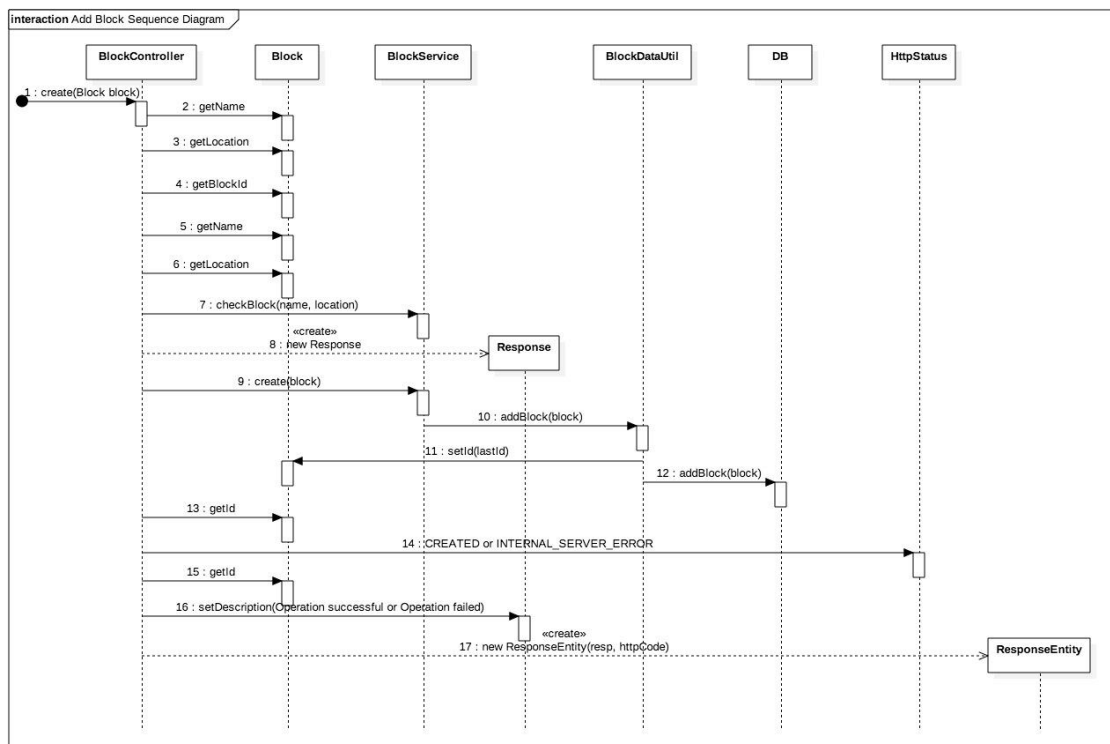 interaction Add Block Sequence Diagram
BlockController
Block
BlockService
BlockDataUtil
DB
HttpStatus
1 : create(Block block)
2 : getName
3 : getLocation
4 : getBlockId
5 : getName
6 : getLocation
7 : checkBlock(name, location)
«create»
8 : new Response
Response
9 : create(block)
10 : addBlock(block)
11 : setId(lastId)
12 : addBlock(block)
13 : getId
14 : CREATED or INTERNAL_SERVER_ERROR
15 : getId
16 : setDescription(Operation successful or Operation failed)
«create»
17 : new ResponseEntity(resp, httpCode)
ResponseEntity